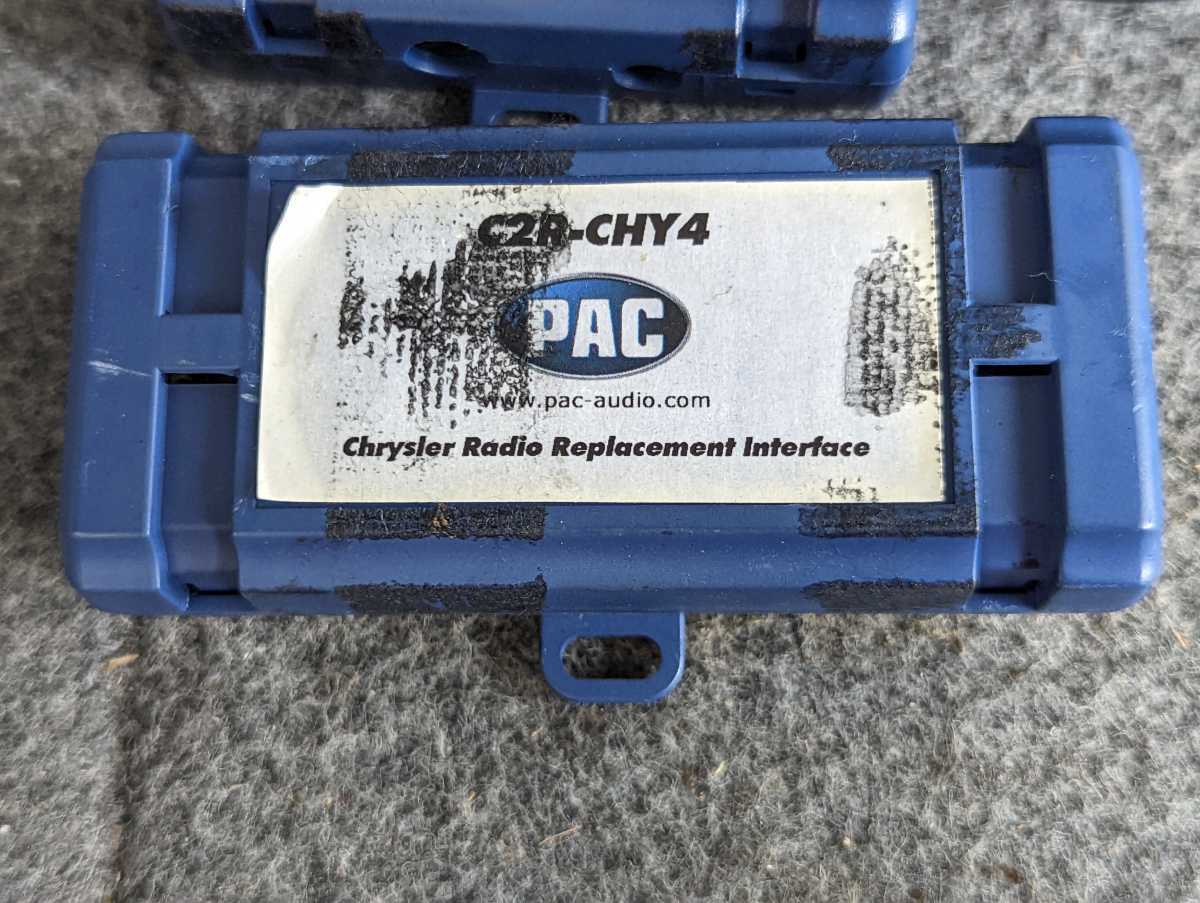 C2R-CHY4
PAC
www.pac-audio.com
Chrysler Radio Replacement Interface